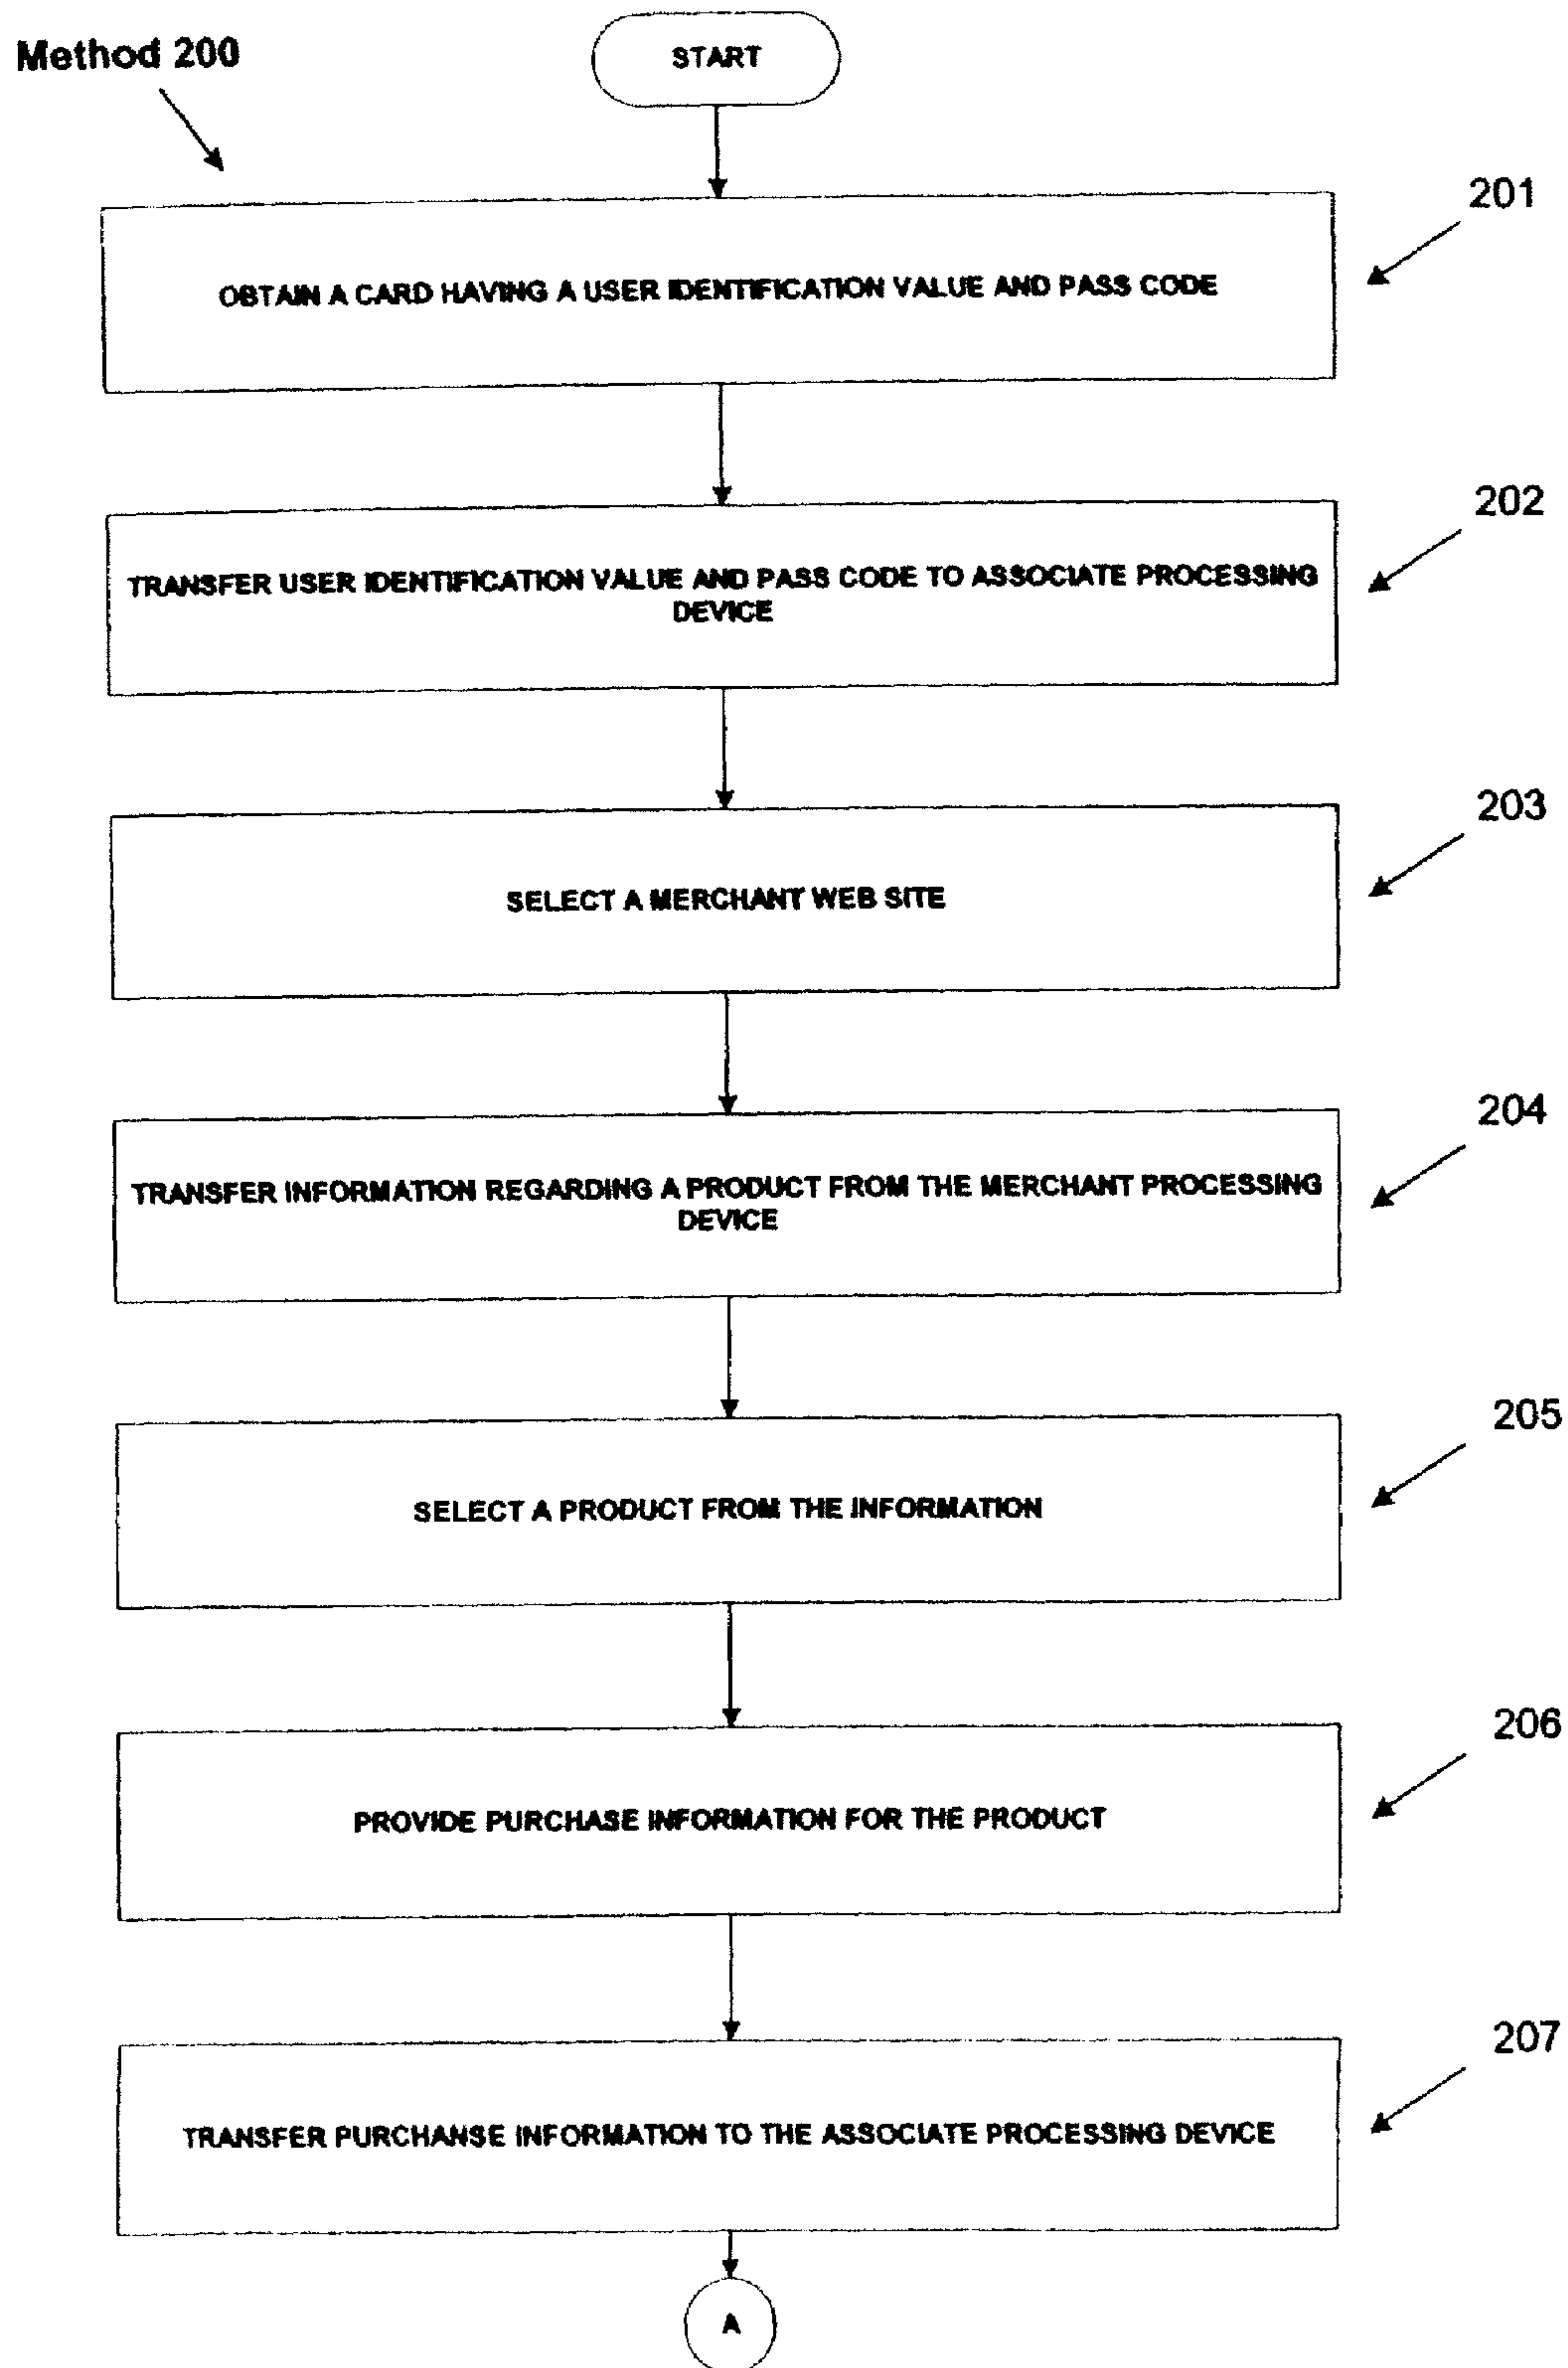 Method 200
START
201
OBTAIN A CARD HAVING A USER IDENTIFICATION VALUE AND PASS CODE
202
TRANSFER USER IDENTIFICATION VALUE AND PASS CODE TO ASSOCIATE PROCESSING
DEVICE
203
SELECT A MERCHANT WEB SITE
204
TRANSFER INFORMATION REGARDING A PRODUCT FROM THE MERCHANT PROCESSING
DEVICE
205
SELECT A PRODUCT FROM THE INFORMATION
206
PROVIDE PURCHASE INFORMATION FOR THE PRODUCT
207
TRANSFER PURCHANSE INFORMATION TO THE ASSOCIATE PROCESSING DEVICE
A